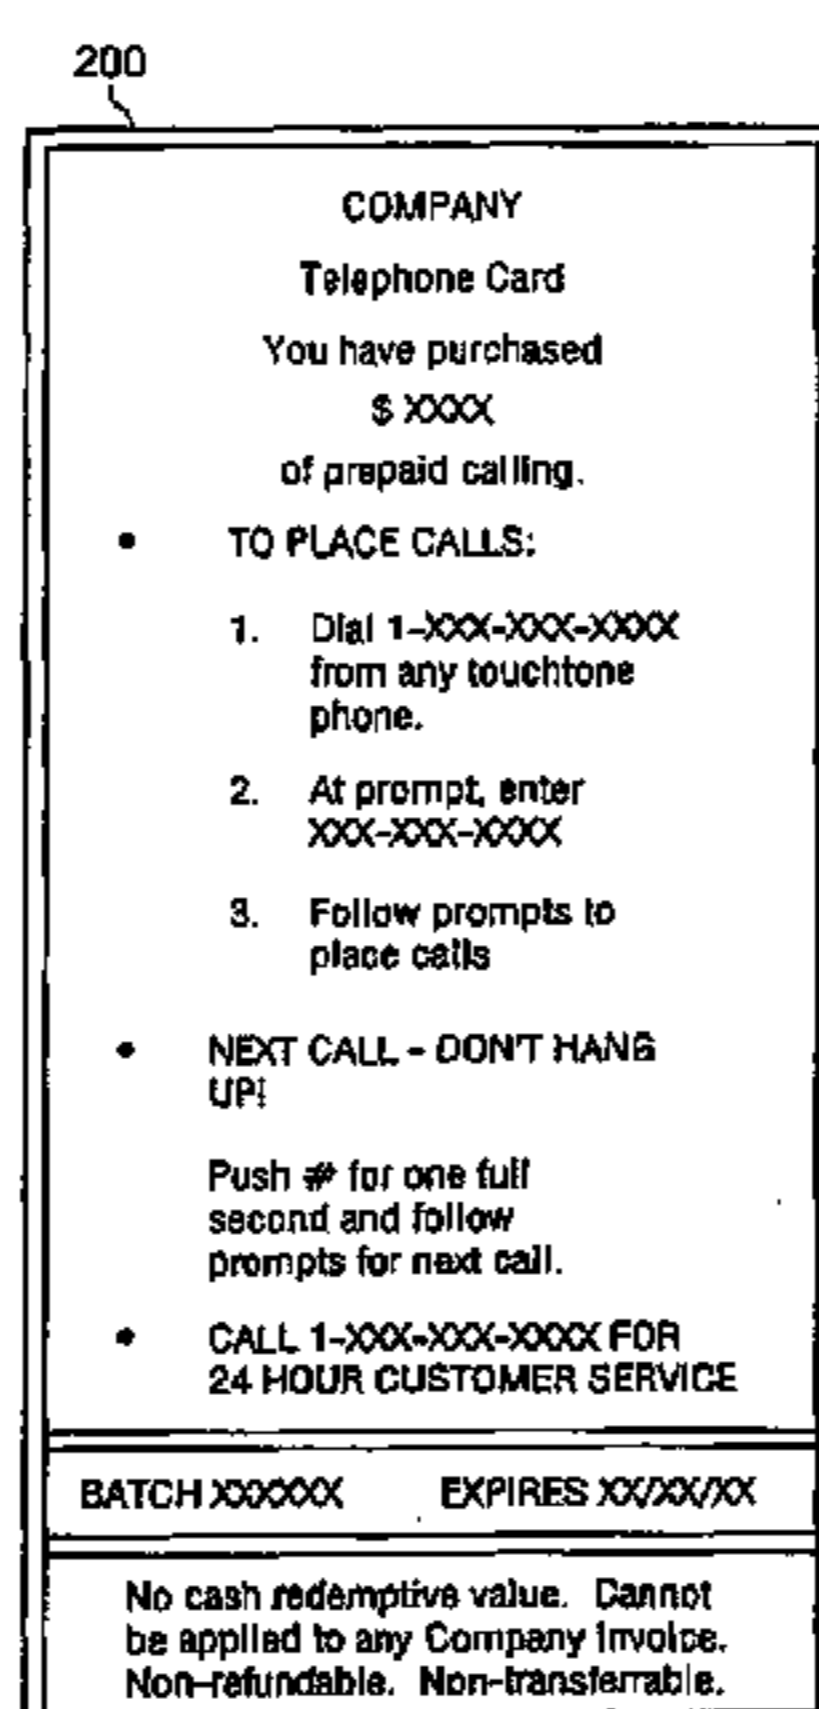 200
COMPANY
Telephone Card
You have purchased
$ XXXX
of prepaid calling.
• TO PLACE CALLS:
1. Dial 1-XXX-XXX-XXXX
from any touchtone
phone.
2. At prompt, enter
XXX-XXX-XXXX
3. Follow prompts to
place calls
• NEXT CALL - DON'T HANG
UP!
Push # for one full
second and follow
prompts for next call.
• CALL 1-XXX-XXX-XXXX FOR
24 HOUR CUSTOMER SERVICE
BATCH XXXXXX EXPIRES XX/XX/XX
No cash redemptive value. Cannot
be applied to any Company Invoice.
Non-refundable. Non-transferrable.